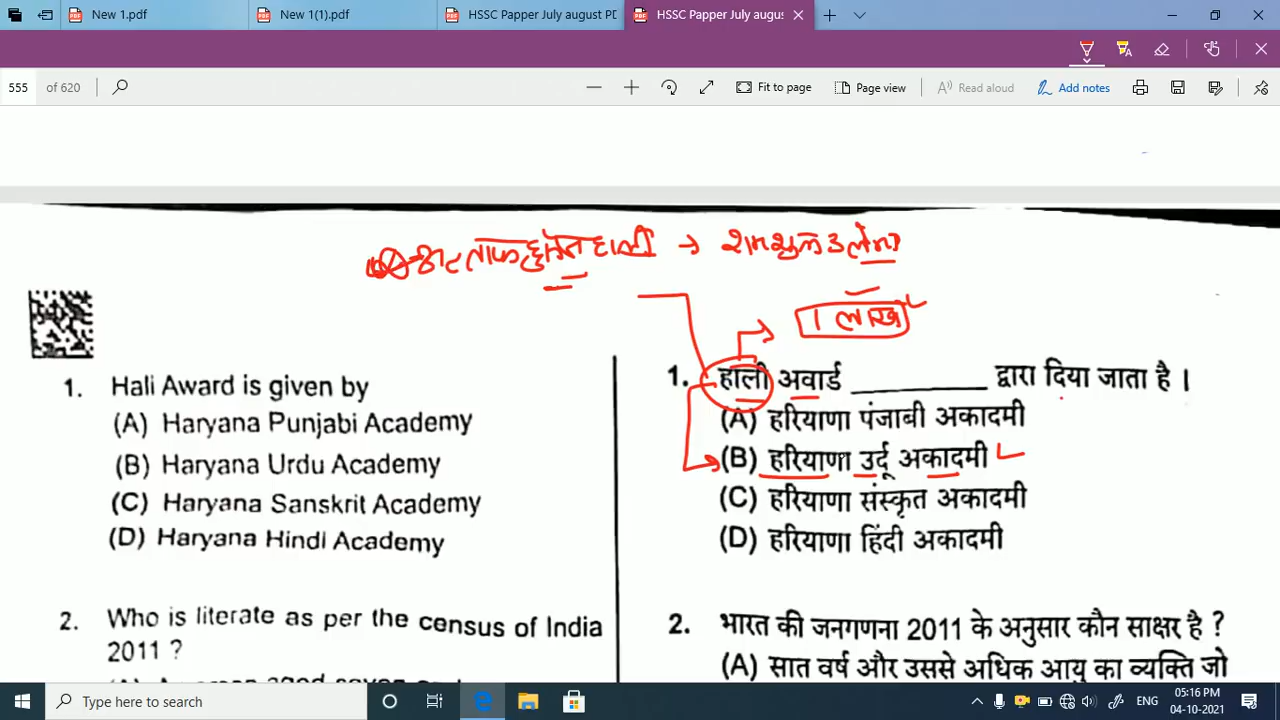 New 1.pdf
New 1(1).pdf
HSSC Papper July august PD
HSSC Papper July augus
555 of 620
Fit to page
Page view
Read aloud
Add notes
हुसैन हाली → शमशुल उलेमा
1 लाख
1. Hali Award is given by
(A) Haryana Punjabi Academy
(B) Haryana Urdu Academy
(C) Haryana Sanskrit Academy
(D) Haryana Hindi Academy
2. Who is literate as per the census of India
2011 ?
1. हाली अवार्ड __________ द्वारा दिया जाता है ।
(A) हरियाणा पंजाबी अकादमी
(B) हरियाणा उर्दू अकादमी
(C) हरियाणा संस्कृत अकादमी
(D) हरियाणा हिंदी अकादमी
2. भारत की जनगणना 2011 के अनुसार कौन साक्षर है ?
(A) सात वर्ष और उससे अधिक आयु का व्यक्ति जो
Type here to search
ENG
05:16 PM
04-10-2021